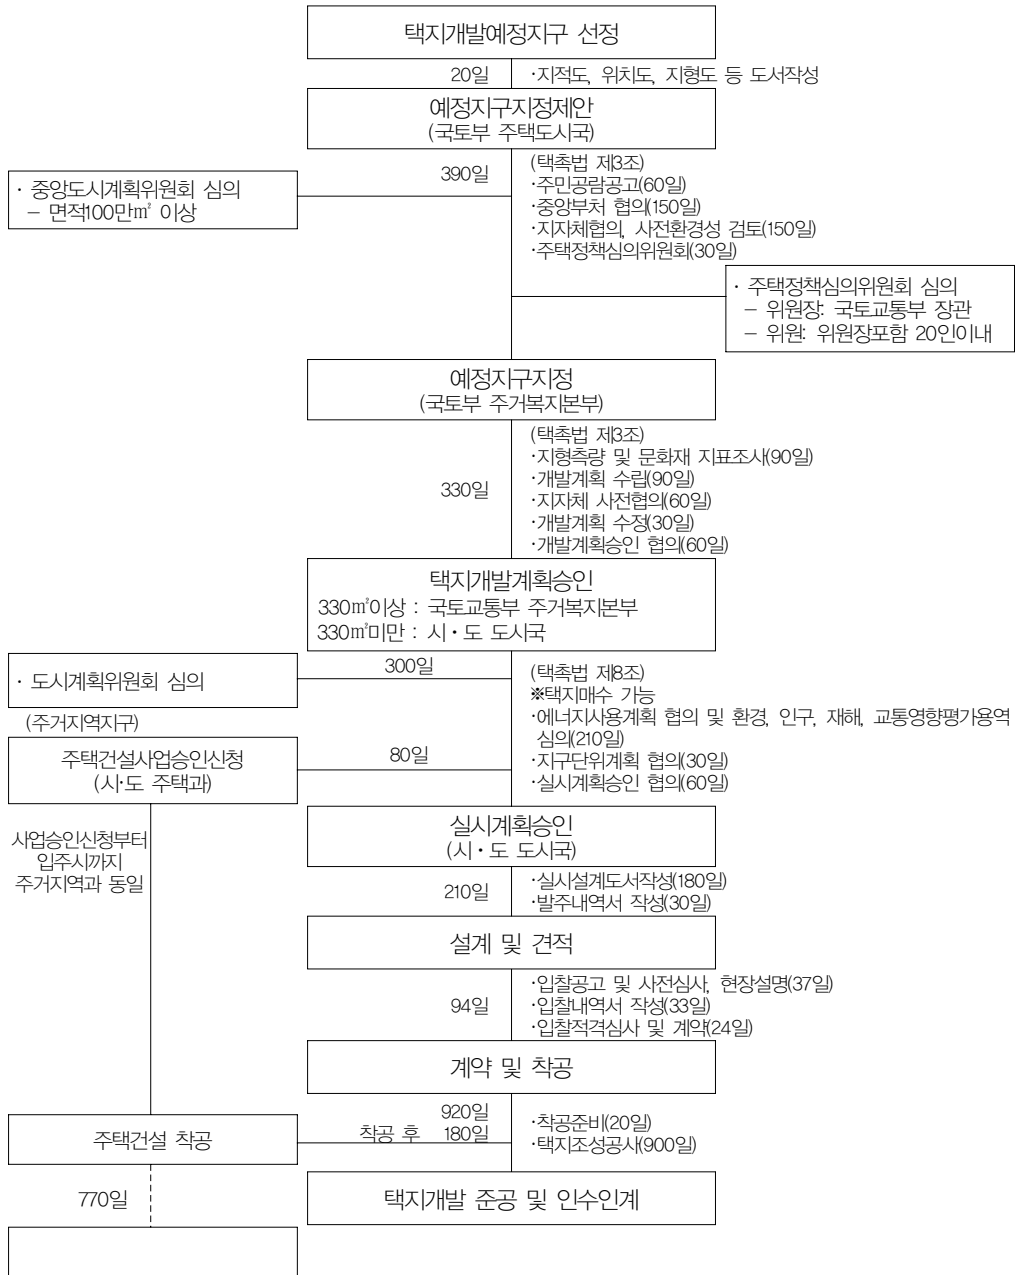 택지개발예정지구 선정
20일
·지적도, 위치도, 지형도 등 도서작성
예정지구지정제안
(국토부 주택도시국)
390일
(택촉법 제3조)
·주민공람공고(60일)
·중앙부처 협의(150일)
·지자체협의, 사전환경성 검토(150일)
·주택정책심의위원회(30일)
· 중앙도시계획위원회 심의
- 면적100만㎡ 이상
· 주택정책심의위원회 심의
- 위원장: 국토교통부 장관
- 위원: 위원장포함 20인이내
예정지구지정
(국토부 주거복지본부)
330일
(택촉법 제3조)
·지형측량 및 문화재 지표조사(90일)
·개발계획 수립(90일)
·지자체 사전협의(60일)
·개발계획 수정(30일)
·개발계획승인 협의(60일)
택지개발계획승인
330㎡이상 : 국토교통부 주거복지본부
330㎡미만 : 시·도 도시국
300일
· 도시계획위원회 심의
(택촉법 제8조)
※택지매수 가능
·에너지사용계획 협의 및 환경, 인구, 재해, 교통영향평가용역
심의(210일)
·지구단위계획 협의(30일)
·실시계획승인 협의(60일)
(주거지역지구)
주택건설사업승인신청
(시·도 주택과)
80일
실시계획승인
(시·도 도시국)
사업승인신청부터
입주시까지
주거지역과 동일
210일
·실시설계도서작성(180일)
·발주내역서 작성(30일)
설계 및 견적
94일
·입찰공고 및 사전심사, 현장설명(37일)
·입찰내역서 작성(33일)
·입찰적격심사 및 계약(24일)
계약 및 착공
920일
착공 후 180일
·착공준비(20일)
·택지조성공사(900일)
주택건설 착공
770일
택지개발 준공 및 인수인계